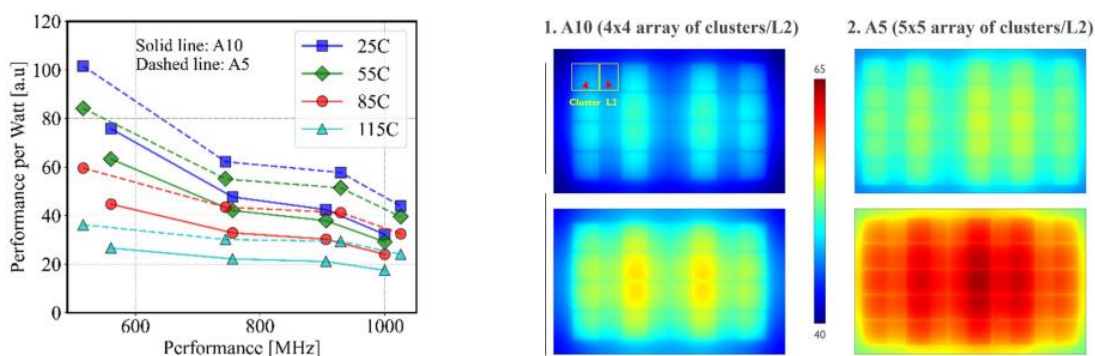 120
100
80
60
40
20
0
Performance per Watt [a.u]
Solid line: A10
Dashed line: A5
25C
55C
85C
115C
600
800
1000
Performance [MHz]
1. A10 (4x4 array of clusters/L2)
Cluster L2
65
40
2. A5 (5x5 array of clusters/L2)